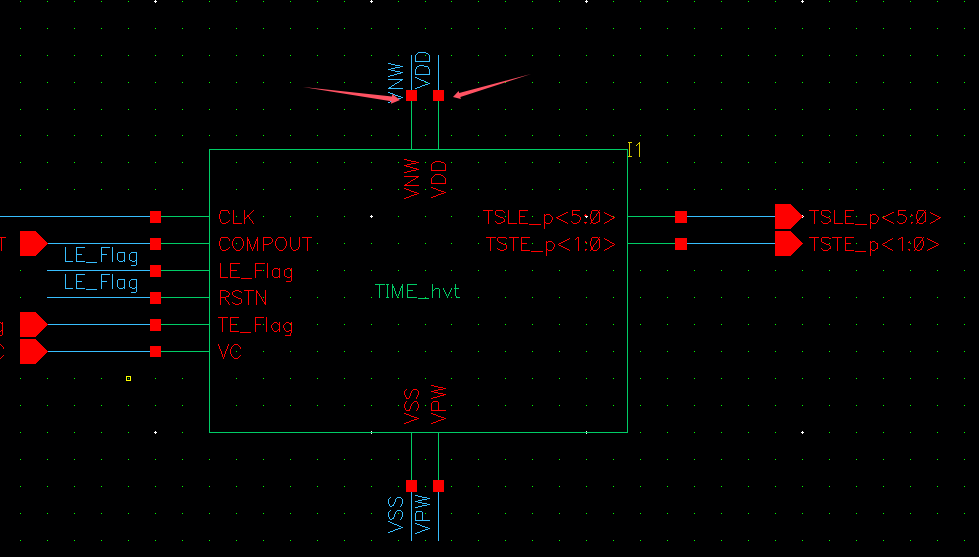 VNW
VDD
I1
VNW
VDD
CLK
TSLE_p<5:0>
TSLE_p<5:0>
COMPOUT
TSTE_p<1:0>
TSTE_p<1:0>
LE_Flag
LE_Flag
LE_Flag
RSTN
TIME_hvt
TE_Flag
VC
VSS
VPW
VSS
VPW